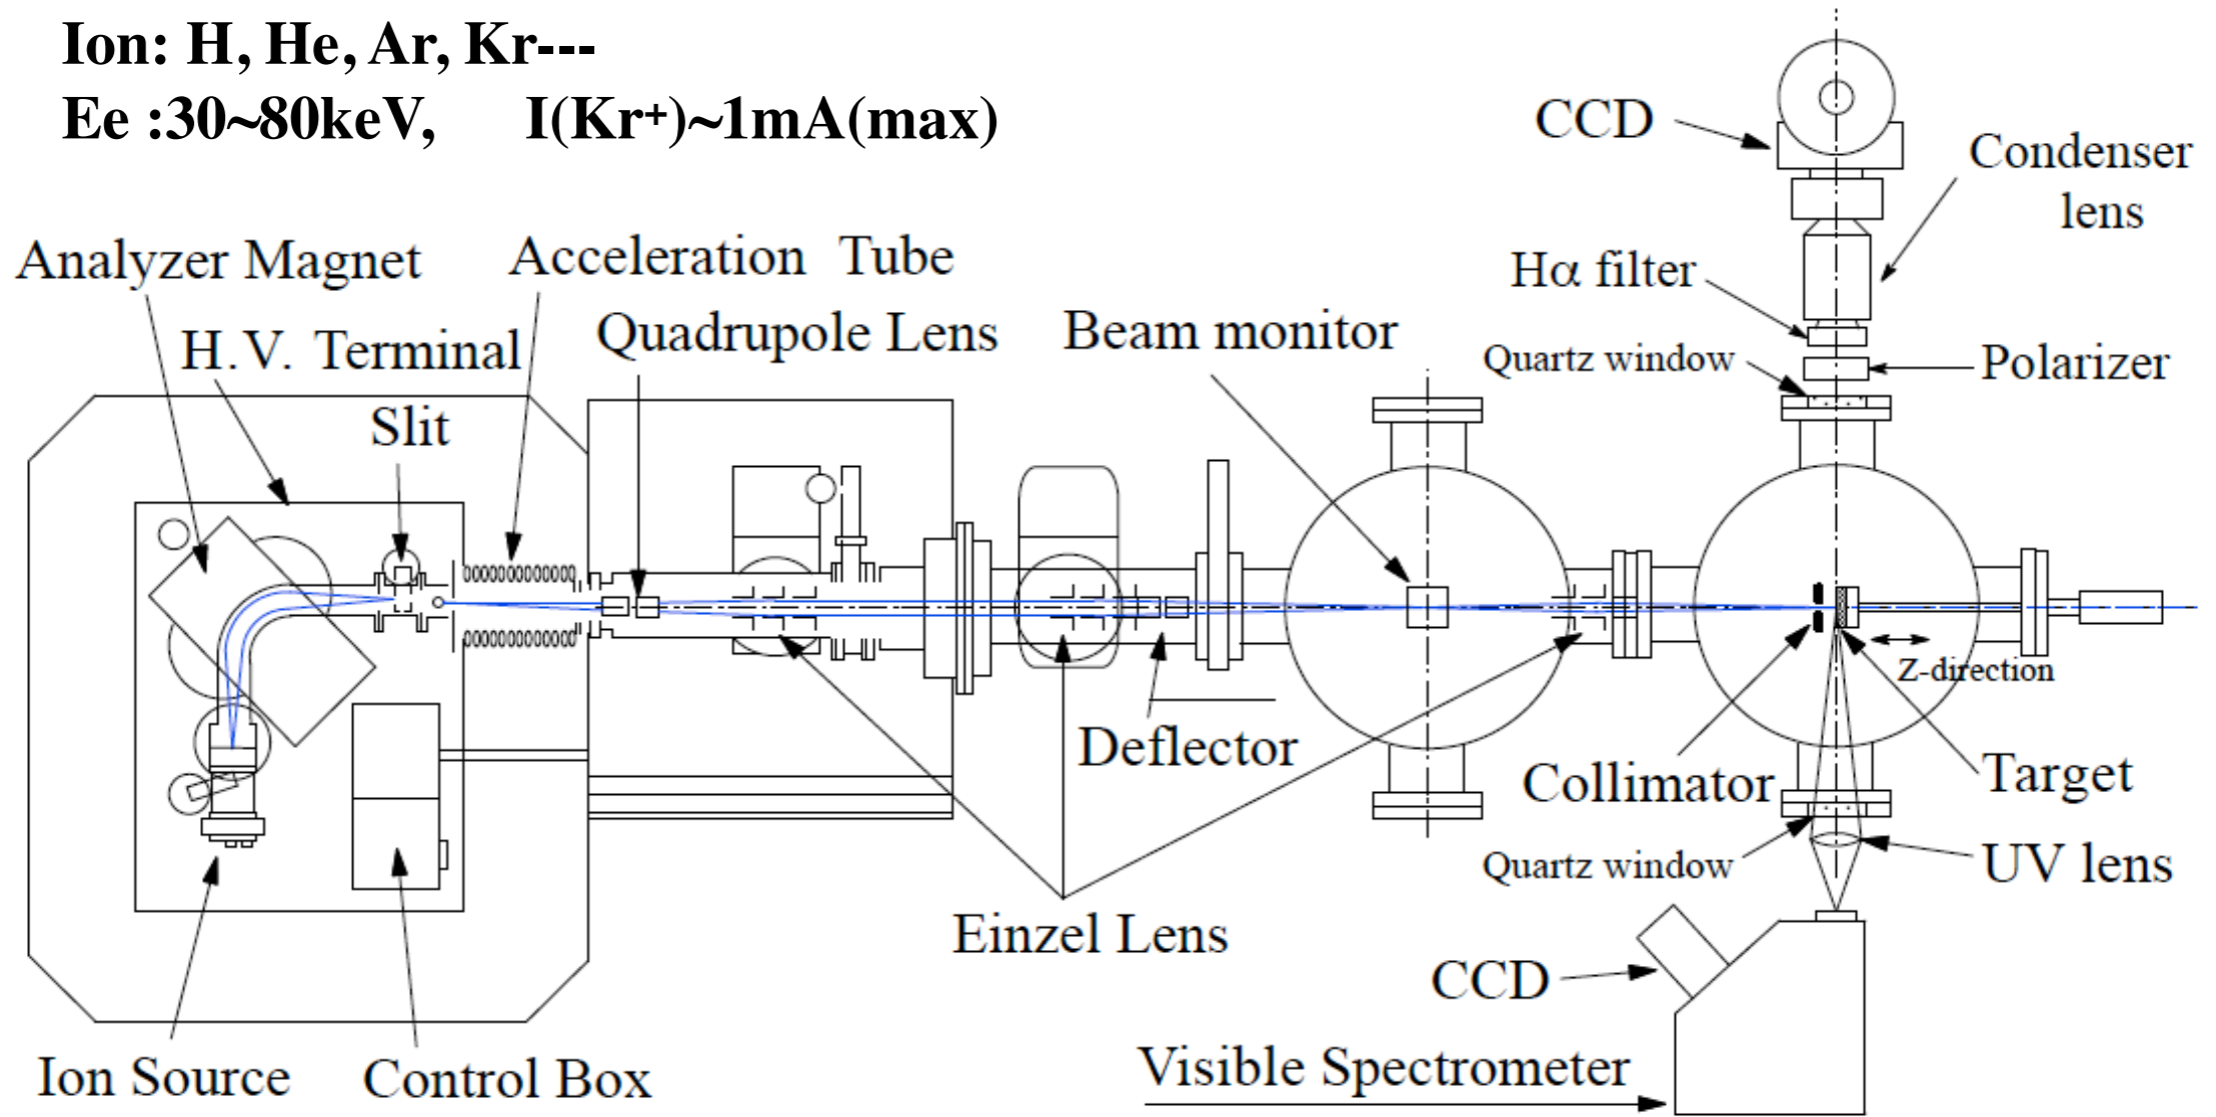 Ion: H, He, Ar, Kr---
Ee :30~80keV, I(Kr+)~1mA(max)
CCD
Condenser
lens
Analyzer Magnet
Acceleration Tube
Hα filter
H.V. Terminal
Quadrupole Lens
Beam monitor
Quartz window
Polarizer
Slit
Z-direction
Deflector
Collimator
Target
Quartz window
UV lens
Einzel Lens
CCD
Ion Source
Control Box
Visible Spectrometer